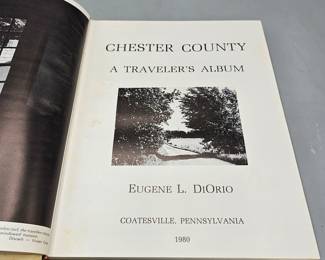 CHESTER COUNTY
A TRAVELER'S ALBUM
EUGENE L. DIORIO
COATESVILLE, PENNSYLVANIA
1980